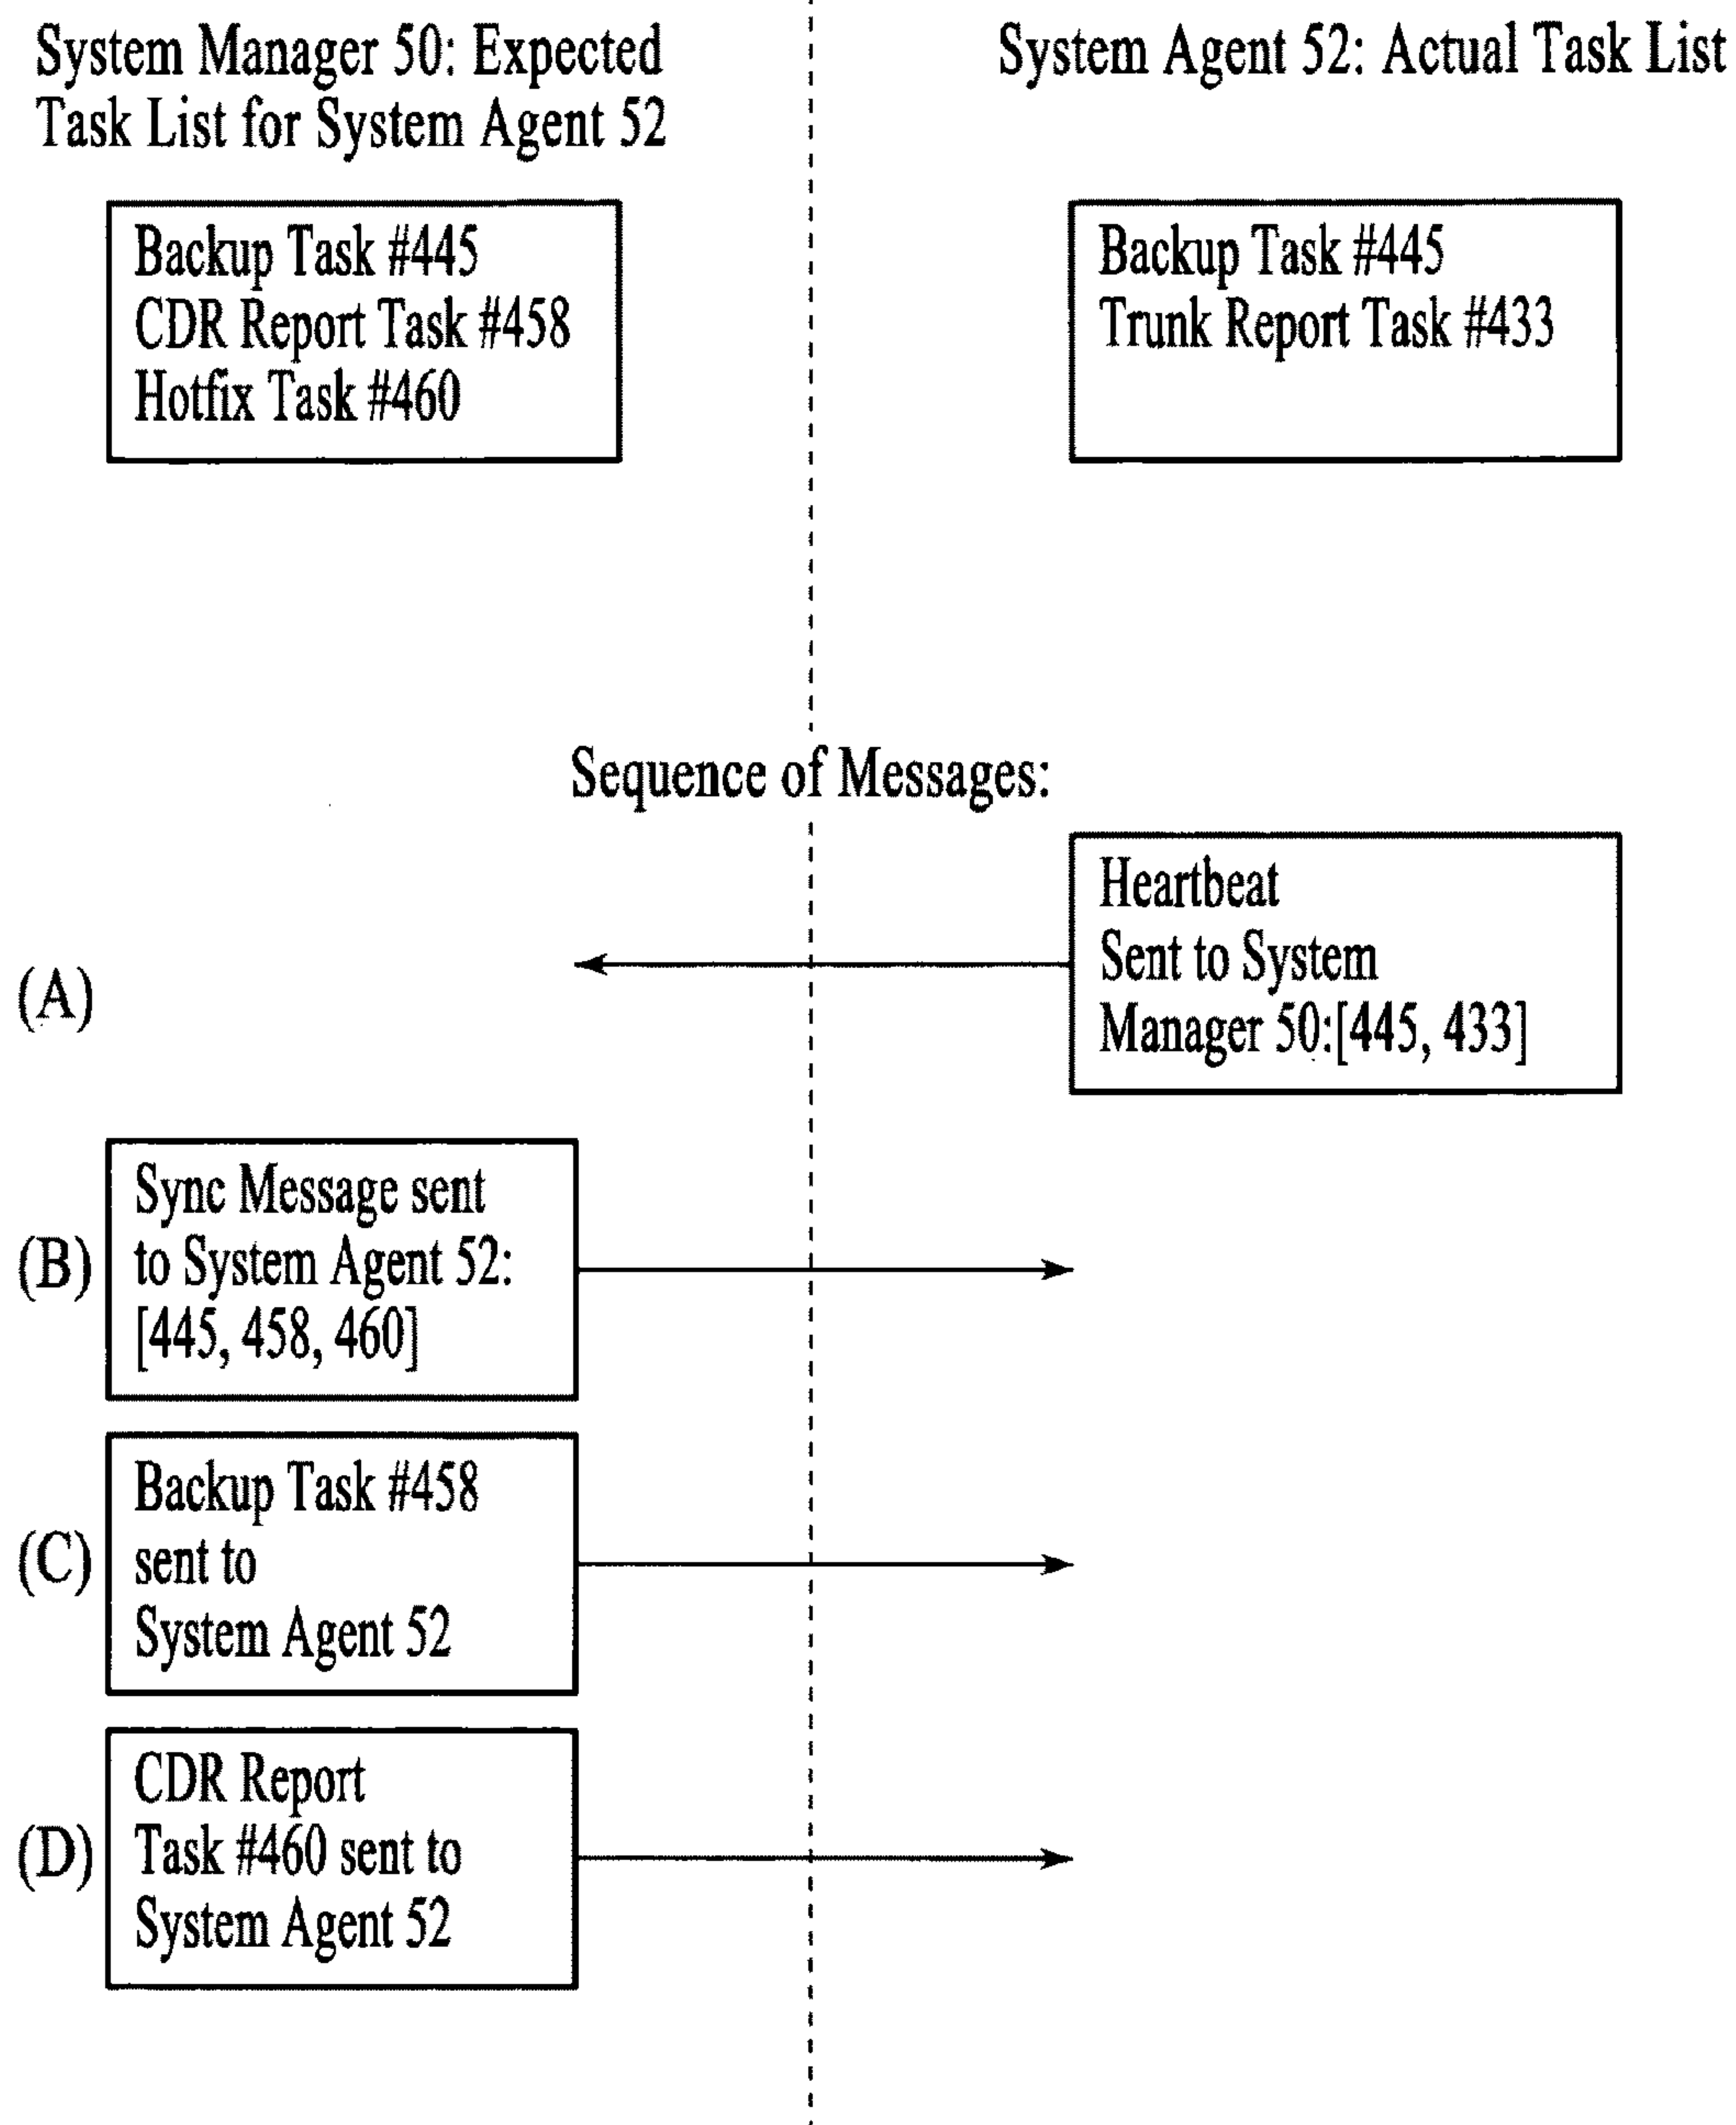 System Manager 50: Expected
Task List for System Agent 52
System Agent 52: Actual Task List
Backup Task #445
CDR Report Task #458
Hotfix Task #460
Backup Task #445
Trunk Report Task #433
Sequence of Messages:
(A)
Heartbeat
Sent to System
Manager 50:[445, 433]
(B)
Sync Message sent
to System Agent 52:
[445, 458, 460]
(C)
Backup Task #458
sent to
System Agent 52
(D)
CDR Report
Task #460 sent to
System Agent 52